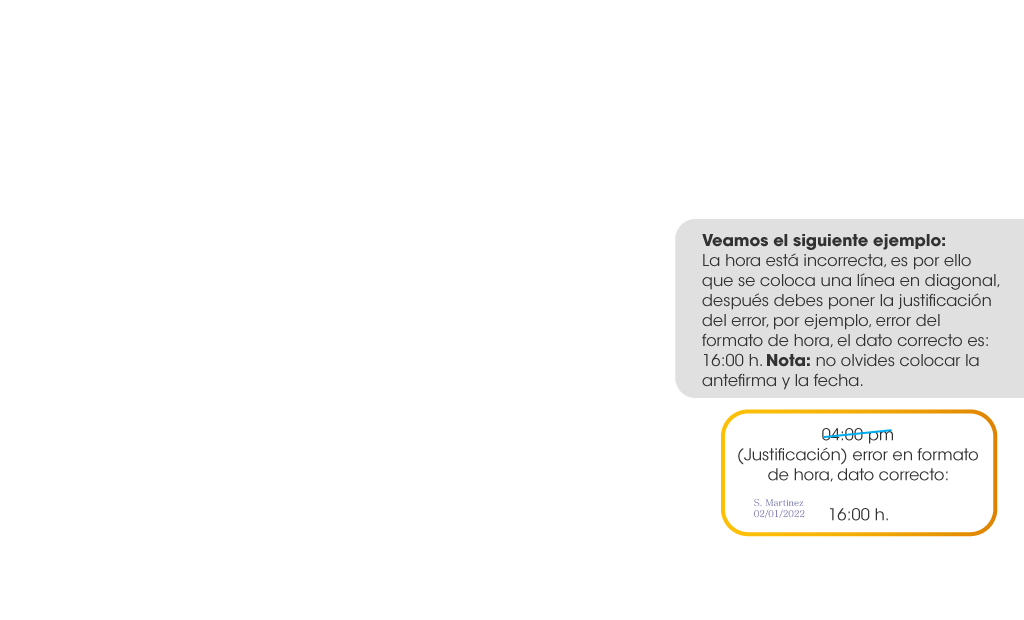 Veamos el siguiente ejemplo:
La hora está incorrecta, es por ello
que se coloca una línea en diagonal,
después debes poner la justificación
del error, por ejemplo, error del
formato de hora, el dato correcto es:
16:00 h. Nota: no olvides colocar la
antefirma y la fecha.
04:00 pm
(Justificación) error en formato
de hora, dato correcto:
S. Martinez
02/01/2022
16:00 h.